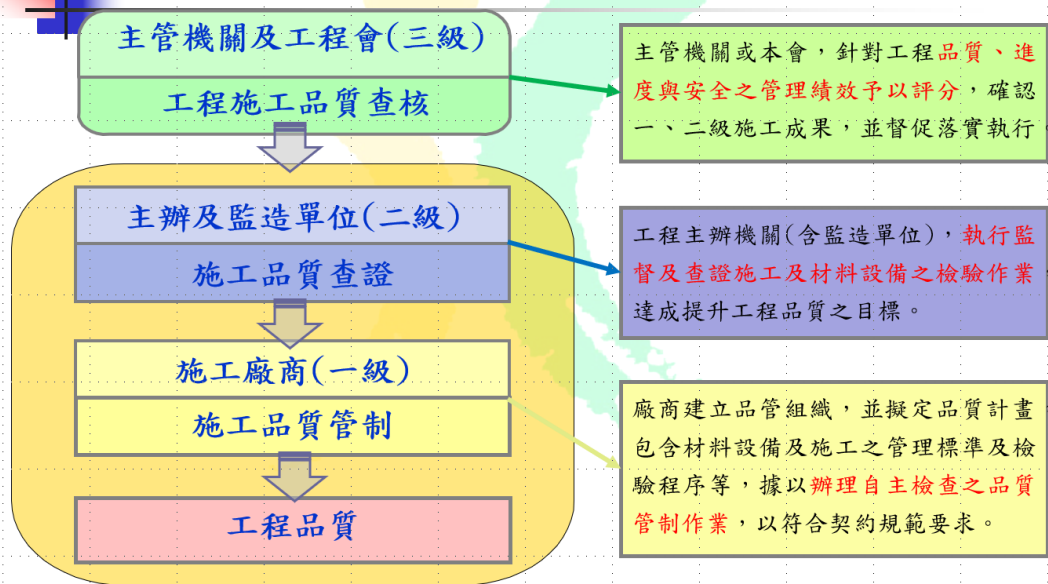 主管機關及工程會(三級)
工程施工品質查核
主管機關或本會，針對工程品質、進
度與安全之管理績效予以評分，確認
一、二級施工成果，並督促落實執行。
主辦及監造單位(二級)
施工品質查證
工程主辦機關(含監造單位)，執行監
督及查證施工及材料設備之檢驗作業，
達成提升工程品質之目標。
施工廠商(一級)
施工品質管制
廠商建立品管組織，並擬定品質計畫
包含材料設備及施工之管理標準及檢
驗程序等，據以辦理自主檢查之品質
管制作業，以符合契約規範要求。
工程品質